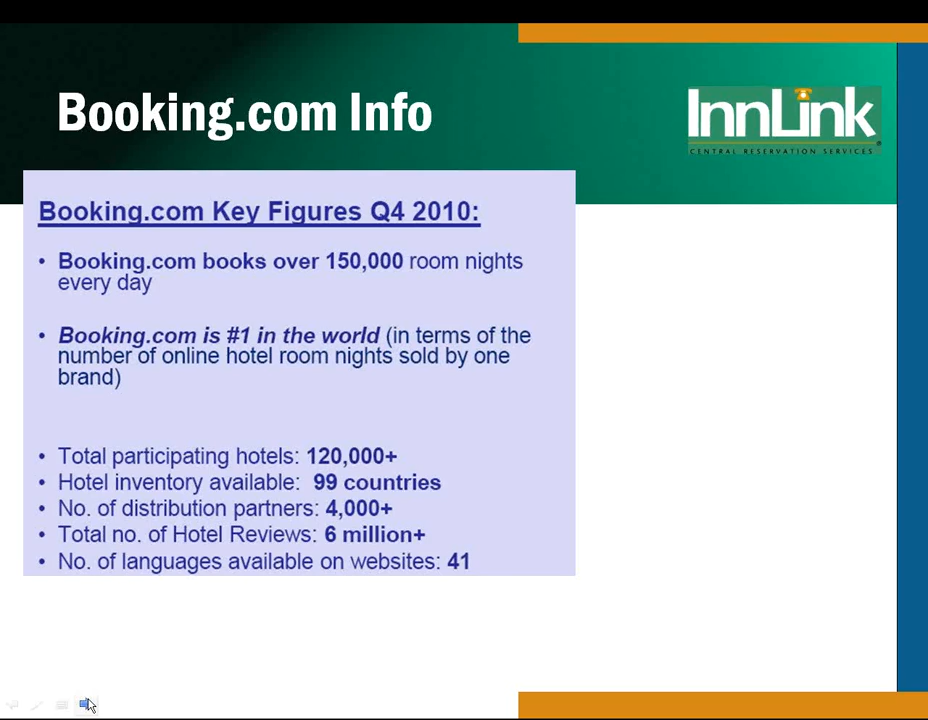 Booking.com Info
InnLink
CENTRAL RESERVATION SERVICES
Booking.com Key Figures Q4 2010:
• Booking.com books over 150,000 room nights
every day
• Booking.com is #1 in the world (in terms of the
number of online hotel room nights sold by one
brand)
• Total participating hotels: 120,000+
• Hotel inventory available: 99 countries
• No. of distribution partners: 4,000+
• Total no. of Hotel Reviews: 6 million+
• No. of languages available on websites: 41